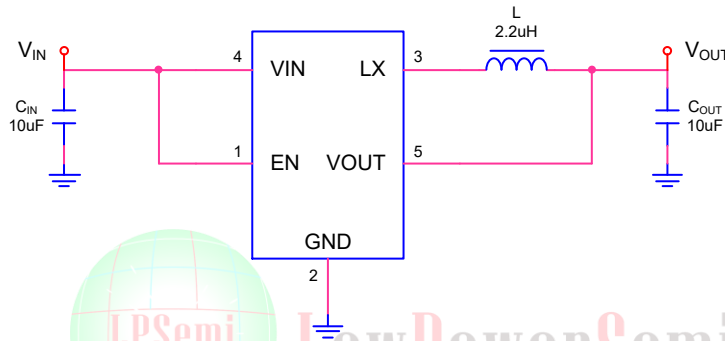 L
2.2uH
VIN
4
VIN
LX
3
VOUT
CIN
10uF
COUT
10uF
1
EN
VOUT
5
GND
2
LPSemi
LowPowerSemi